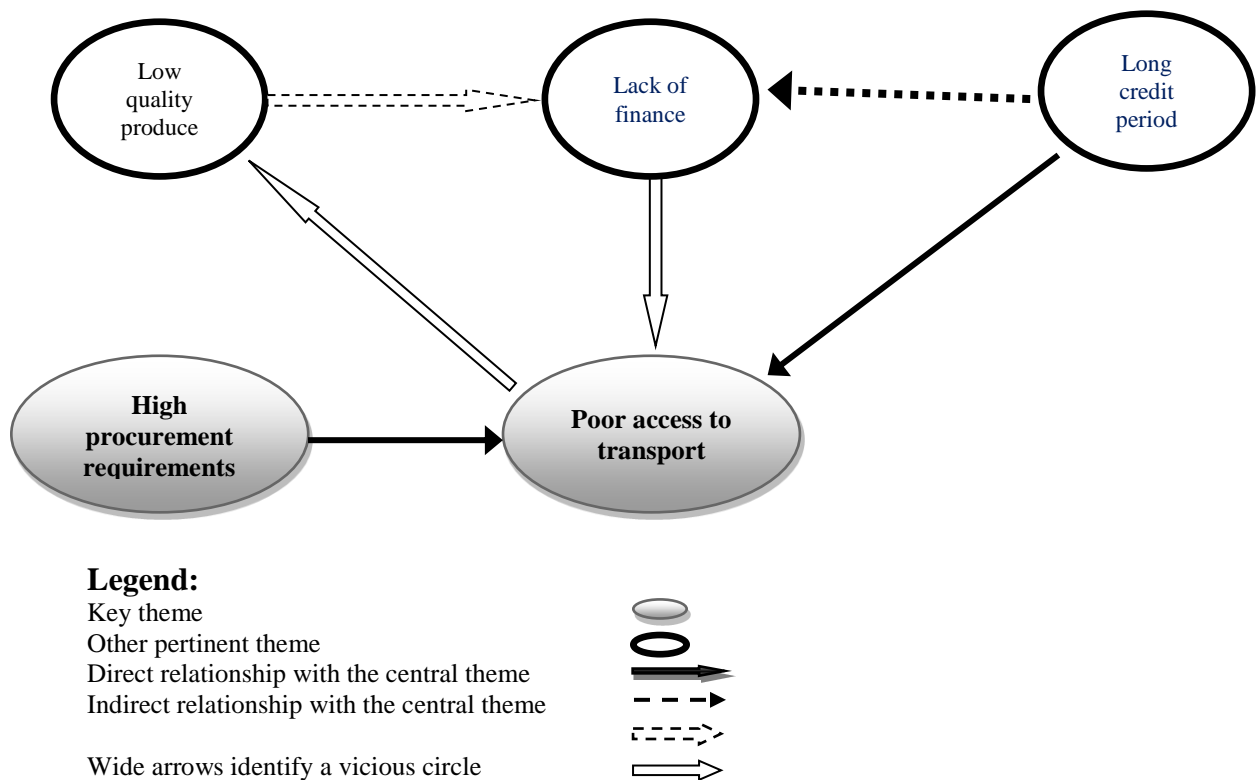 Low
quality
produce
Lack of
finance
Long
credit
period
High
procurement
requirements
Poor access to
transport
Legend:
Key theme
Other pertinent theme
Direct relationship with the central theme
Indirect relationship with the central theme
Wide arrows identify a vicious circle